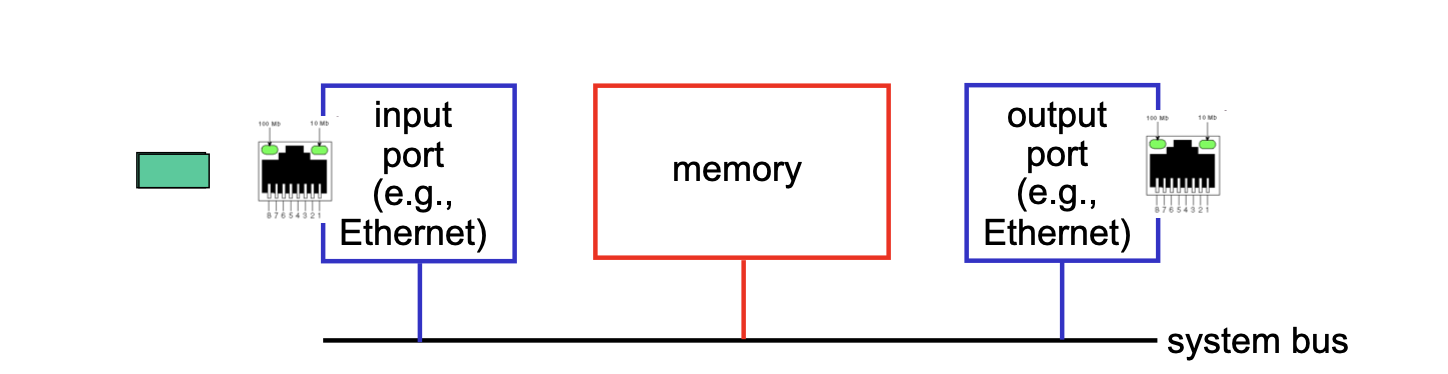 100 Mb 10 Mb
input
port
(e.g.,
Ethernet)
8 7 6 5 4 3 2 1
memory
output
port
(e.g.,
Ethernet)
100 Mb 10 Mb
8 7 6 5 4 3 2 1
system bus